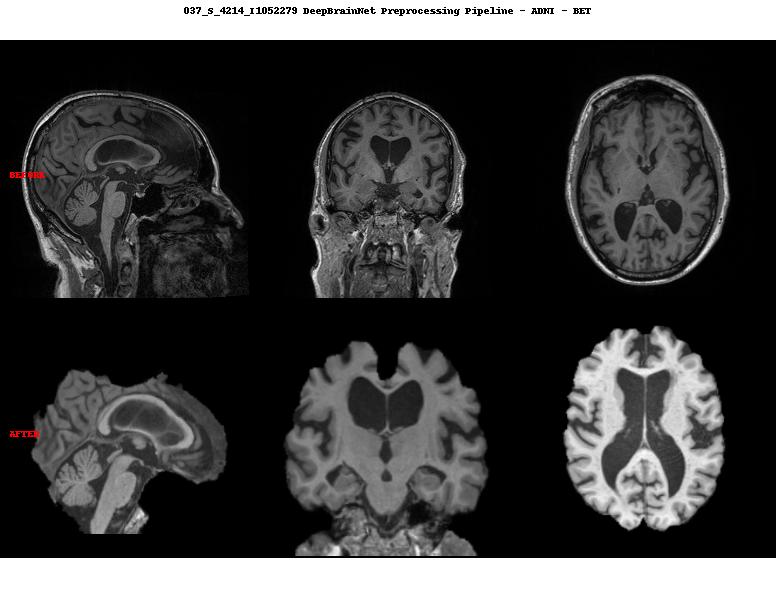 037_S_4214_I1052279 DeepBrainNet Preprocessing Pipeline - ADNI - BET
BEFORE
AFTER